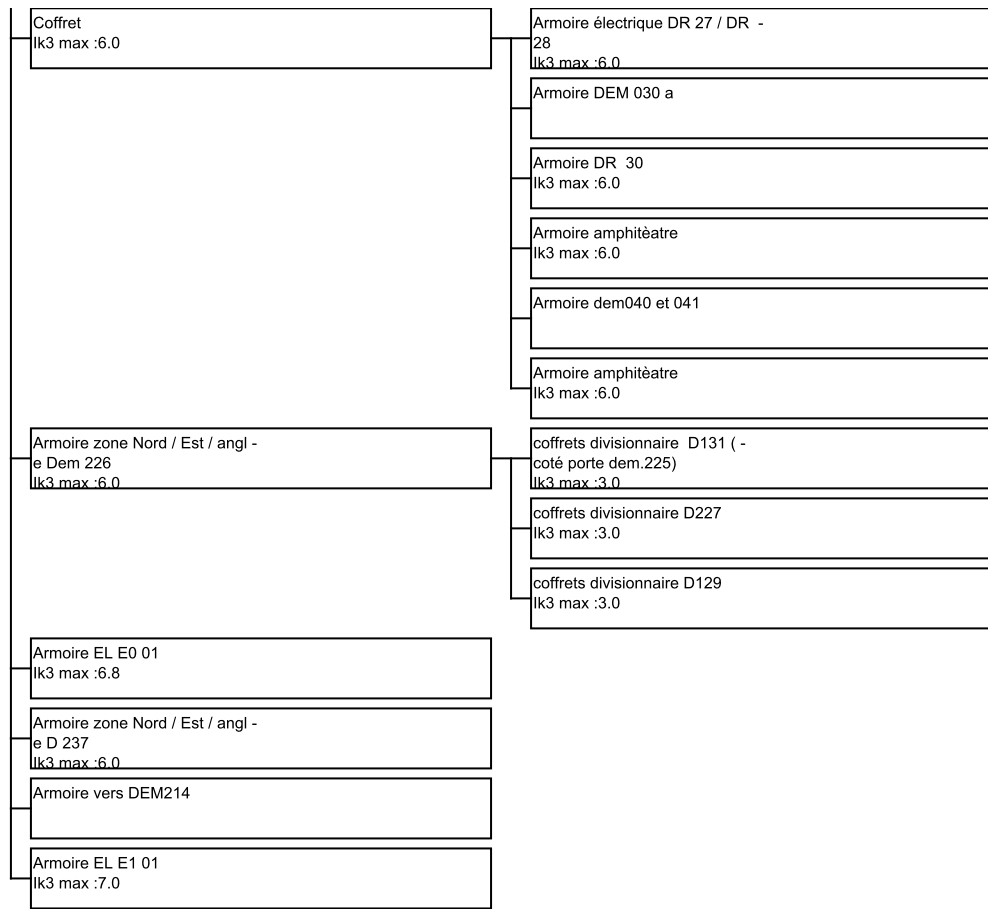 Coffret
Ik3 max :6.0
Armoire électrique DR 27 / DR  -
28
Ik3 max :6.0
Armoire DEM 030 a
Armoire DR  30
Ik3 max :6.0
Armoire amphitèatre
Ik3 max :6.0
Armoire dem040 et 041
Armoire amphitèatre
Ik3 max :6.0
Armoire zone Nord / Est / angl -
e Dem 226
Ik3 max :6.0
coffrets divisionnaire  D131 ( -
coté porte dem.225)
Ik3 max :3.0
coffrets divisionnaire D227
Ik3 max :3.0
coffrets divisionnaire D129
Ik3 max :3.0
Armoire EL E0 01
Ik3 max :6.8
Armoire zone Nord / Est / angl -
e D 237
Ik3 max :6.0
Armoire vers DEM214
Armoire EL E1 01
Ik3 max :7.0